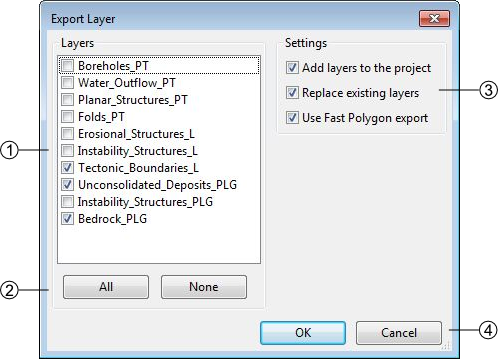 Export Layer
Layers
Boreholes_PT
Water_Outflow_PT
Planar_Structures_PT
Folds_PT
Erosional_Structures_L
Instability_Structures_L
Tectonic_Boundaries_L
Unconsolidated_Deposits_PLG
Instability_Structures_PLG
Bedrock_PLG
All
None
Settings
Add layers to the project
Replace existing layers
Use Fast Polygon export
OK
Cancel
1
2
3
4